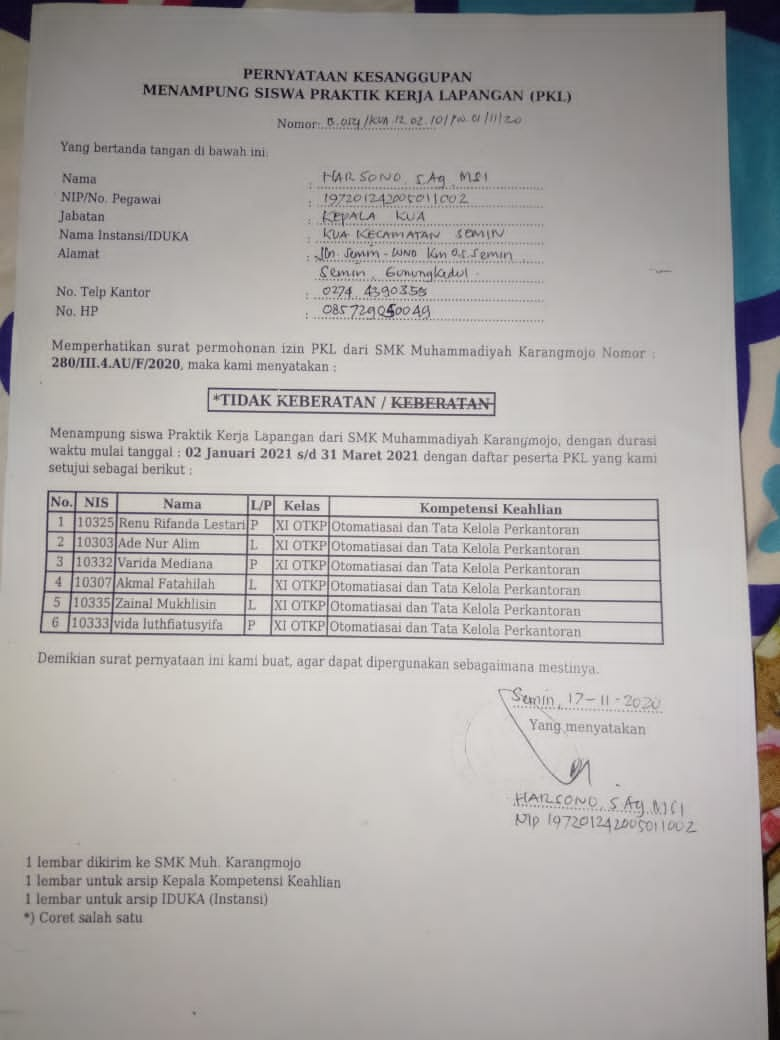 PERNYATAAN KESANGGUPAN
MENAMPUNG SISWA PRAKTIK KERJA LAPANGAN (PKL)
Nomor: B.054/KUA.12.02.10/PW.01/11/20
Yang bertanda tangan di bawah ini:
Nama : HARSONO, S.Ag, MSI
NIP/No. Pegawai : 197201242005011002
Jabatan : KEPALA KUA
Nama Instansi/IDUKA : KUA KECAMATAN SEMIN
Alamat : Jln. Semin - WNO Km 0,5 Semin
Semin, Gunungkidul.
No. Telp Kantor : 0274 4390355
No. HP : 085729050049
Memperhatikan surat permohonan izin PKL dari SMK Muhammadiyah Karangmojo Nomor :
280/III.4.AU/F/2020, maka kami menyatakan :
*TIDAK KEBERATAN / KEBERATAN
Menampung siswa Praktik Kerja Lapangan dari SMK Muhammadiyah Karangmojo, dengan durasi
waktu mulai tanggal : 02 Januari 2021 s/d 31 Maret 2021 dengan daftar peserta PKL yang kami
setujui sebagai berikut :
No. NIS Nama L/P Kelas Kompetensi Keahlian
1 10325 Renu Rifanda Lestari P XI OTKP Otomatiasai dan Tata Kelola Perkantoran
2 10303 Ade Nur Alim L XI OTKP Otomatiasai dan Tata Kelola Perkantoran
3 10332 Varida Mediana P XI OTKP Otomatiasai dan Tata Kelola Perkantoran
4 10307 Akmal Fatahilah L XI OTKP Otomatiasai dan Tata Kelola Perkantoran
5 10335 Zainal Mukhlisin L XI OTKP Otomatiasai dan Tata Kelola Perkantoran
6 10333 vida luthfiatusyifa P XI OTKP Otomatiasai dan Tata Kelola Perkantoran
Demikian surat pernyataan ini kami buat, agar dapat dipergunakan sebagaimana mestinya.
Semin, 17-11-2020
Yang menyatakan
HARSONO, S Ag, MSI
NIP 197201242005011002
1 lembar dikirim ke SMK Muh. Karangmojo
1 lembar untuk arsip Kepala Kompetensi Keahlian
1 lembar untuk arsip IDUKA (Instansi)
*) Coret salah satu